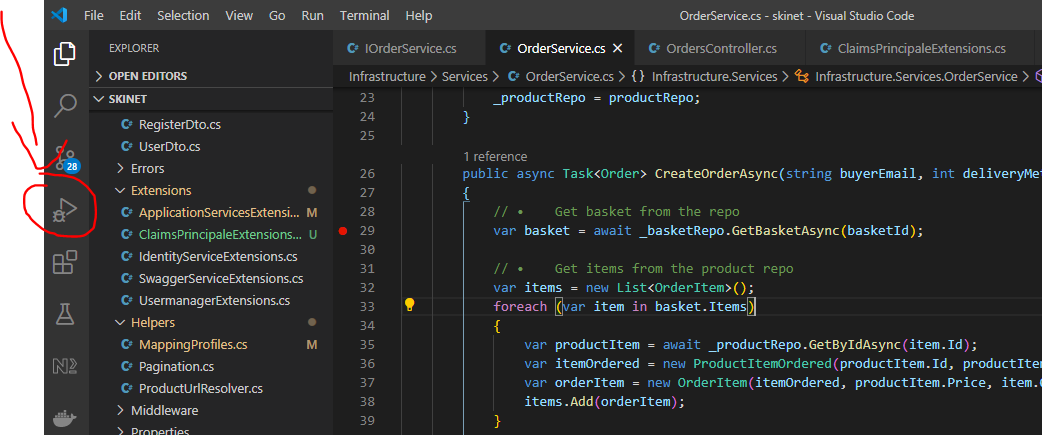 File Edit Selection View Go Run Terminal Help OrderService.cs - skinet - Visual Studio Code
EXPLORER
OPEN EDITORS
SKINET
RegisterDto.cs
UserDto.cs
Errors
28
Extensions
ApplicationServicesExtensi... M
ClaimsPrincipaleExtensions... U
IdentityServiceExtensions.cs
SwaggerServiceExtensions.cs
UsermanagerExtensions.cs
Helpers
MappingProfiles.cs M
Pagination.cs
ProductUrlResolver.cs
Middleware
Properties
C# IOrderService.cs C# OrderService.cs C# OrdersController.cs C# ClaimsPrincipaleExtensions.cs
Infrastructure > Services > C# OrderService.cs > {} Infrastructure.Services > Infrastructure.Services.OrderService >
23 _productRepo = productRepo;
24 }
25
1 reference
26 public async Task<Order> CreateOrderAsync(string buyerEmail, int deliveryMe
27 {
28 // • Get basket from the repo
29 var basket = await _basketRepo.GetBasketAsync(basketId);
30
31 // • Get items from the product repo
32 var items = new List<OrderItem>();
33 foreach (var item in basket.Items)
34 {
35 var productItem = await _productRepo.GetByIdAsync(item.Id);
36 var itemOrdered = new ProductItemOrdered(productItem.Id, productItem
37 var orderItem = new OrderItem(itemOrdered, productItem.Price, item.
38 items.Add(orderItem);
39 }